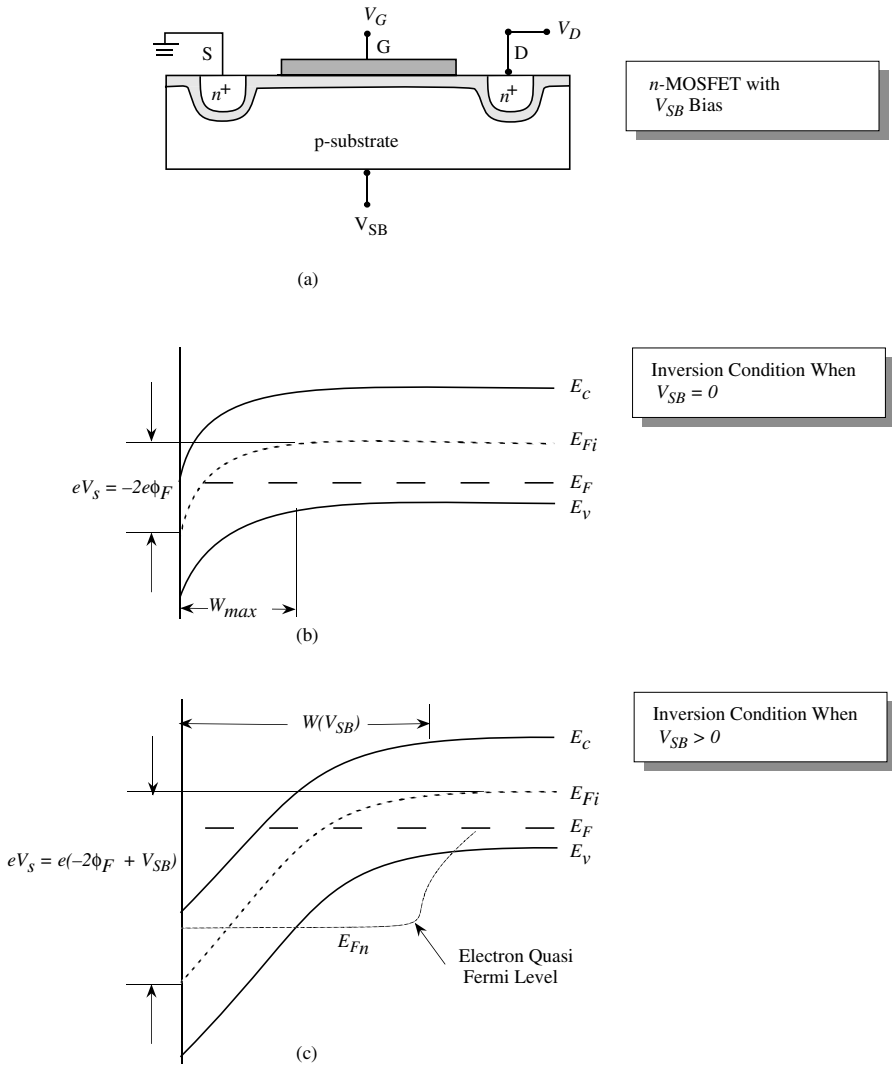 V_G
V_D
S
G
D
n+
n+
p-substrate
V_SB
n-MOSFET with
V_SB Bias
(a)
Inversion Condition When
V_SB = 0
E_c
E_Fi
eV_s = –2eϕ_F
E_F
E_v
W_max
(b)
Inversion Condition When
V_SB > 0
W(V_SB)
E_c
E_Fi
E_F
E_v
eV_s = e(–2ϕ_F + V_SB)
E_Fn
Electron Quasi
Fermi Level
(c)